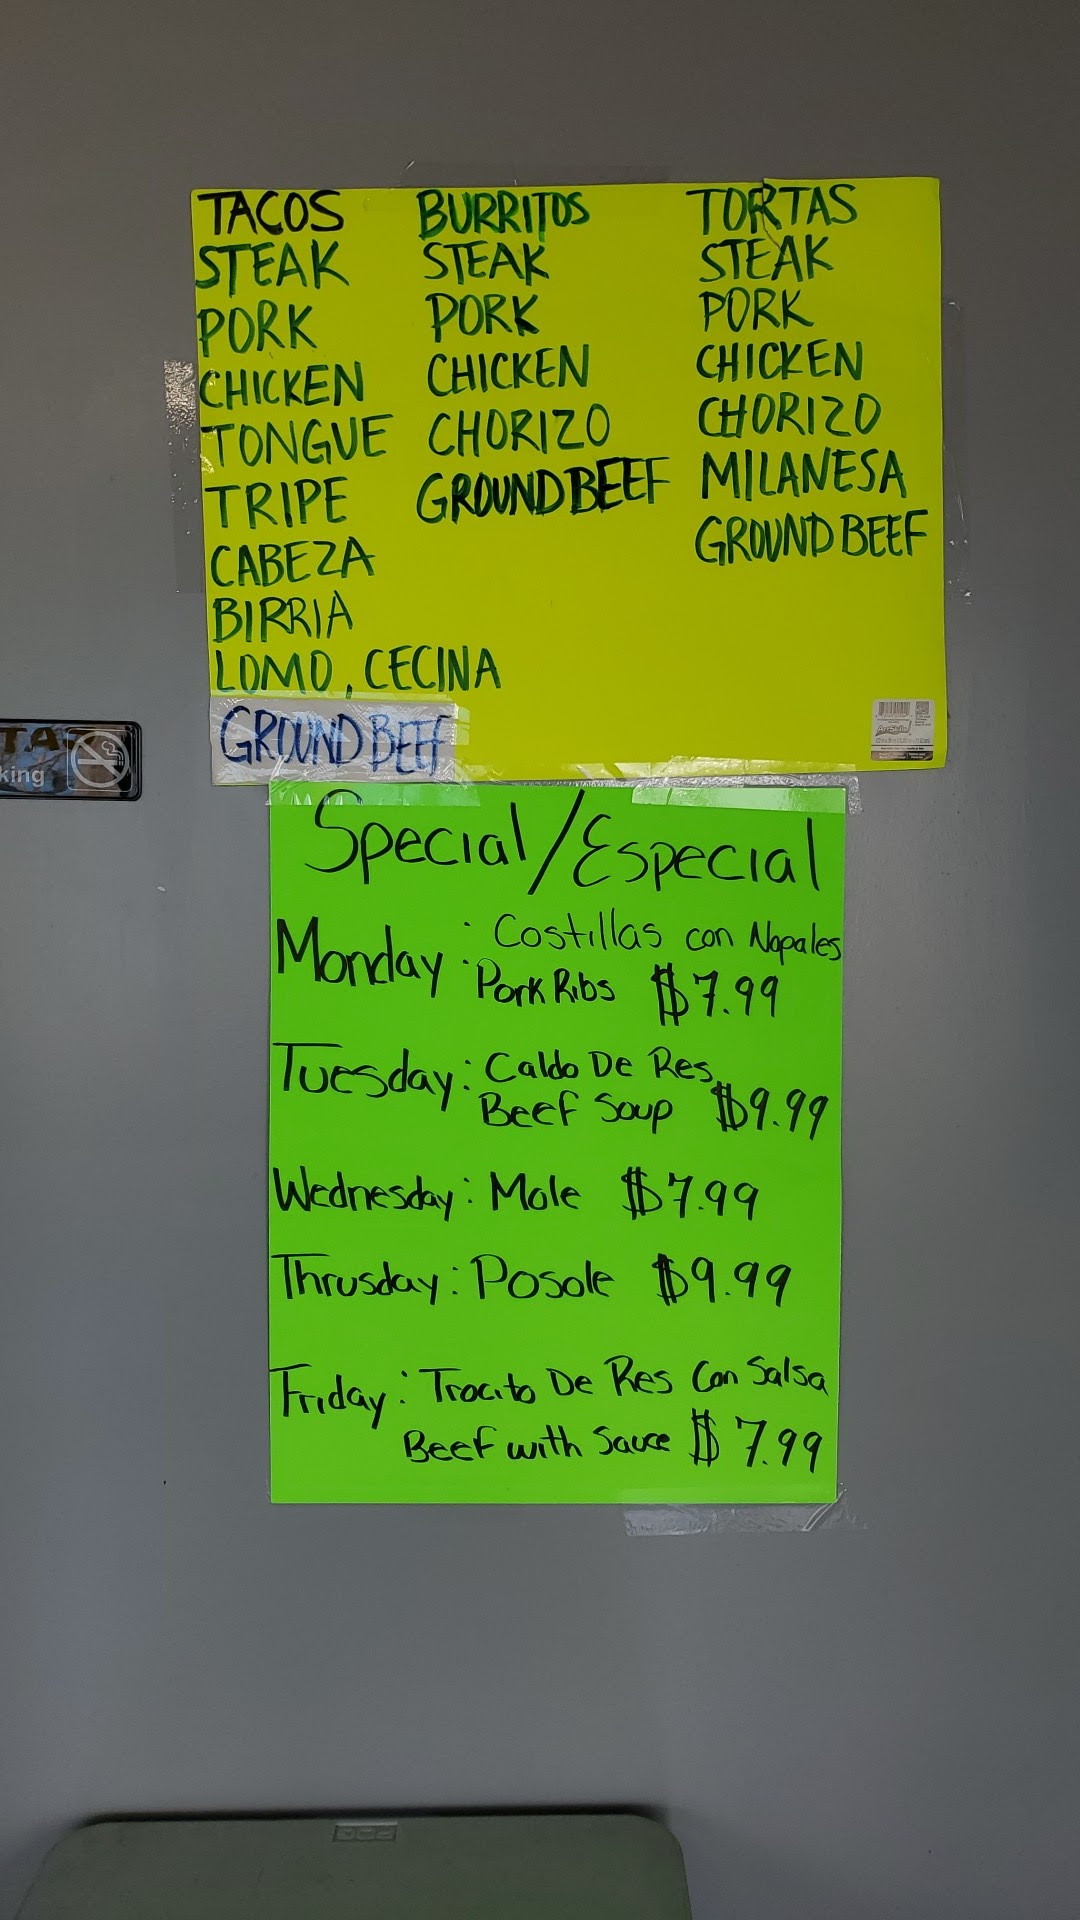 TACOS
STEAK
PORK
CHICKEN
TONGUE
TRIPE
CABEZA
BIRRIA
LOMO, CECINA
GROUND BEEF
BURRITOS
STEAK
PORK
CHICKEN
CHORIZO
GROUND BEEF
TORTAS
STEAK
PORK
CHICKEN
CHORIZO
MILANESA
GROUND BEEF
Special/Especial
Monday: Costillas con Nopales
Pork Ribs $7.99
Tuesday: Caldo De Res
Beef Soup $9.99
Wednesday: Mole $7.99
Thrusday: Posole $9.99
Friday: Trocito De Res Con Salsa
Beef with Sauce $7.99
king